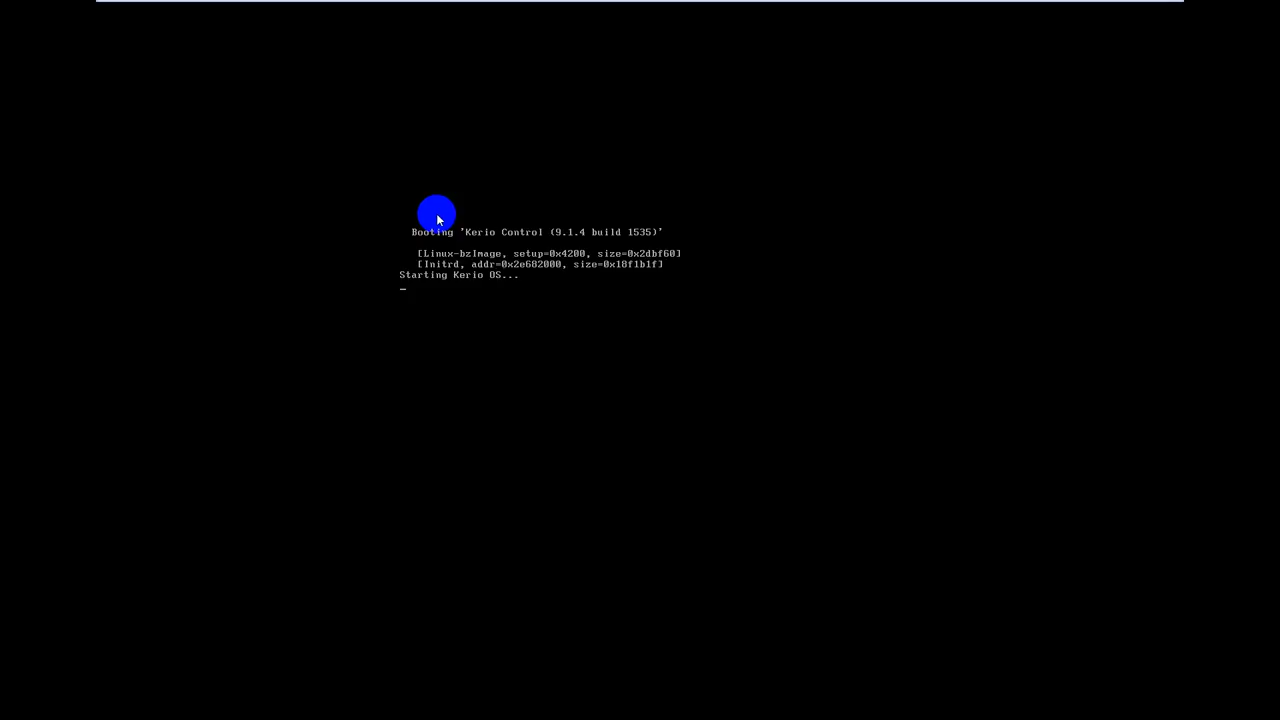 Booting 'Kerio Control (9.1.4 build 1535)'
[Linux-bzImage, setup=0x4200, size=0x2dbf60]
[Initrd, addr=0x2e682000, size=0x18f1b1f]
Starting Kerio OS...